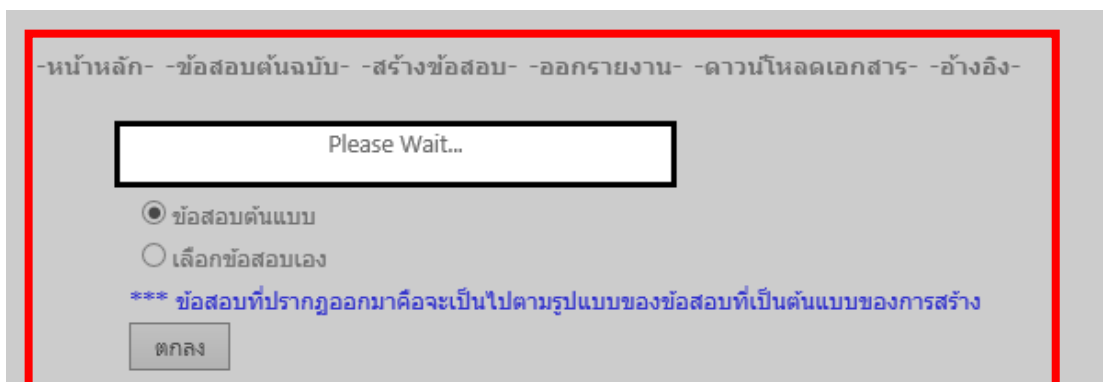 -หน้าหลัก- -ข้อสอบต้นฉบับ- -สร้างข้อสอบ- -ออกรายงาน- -ดาวน์โหลดเอกสาร- -อ้างอิง-
Please Wait...
ข้อสอบต้นแบบ
เลือกข้อสอบเอง
*** ข้อสอบที่ปรากฏออกมาคือจะเป็นไปตามรูปแบบของข้อสอบที่เป็นต้นแบบของการสร้าง
ตกลง